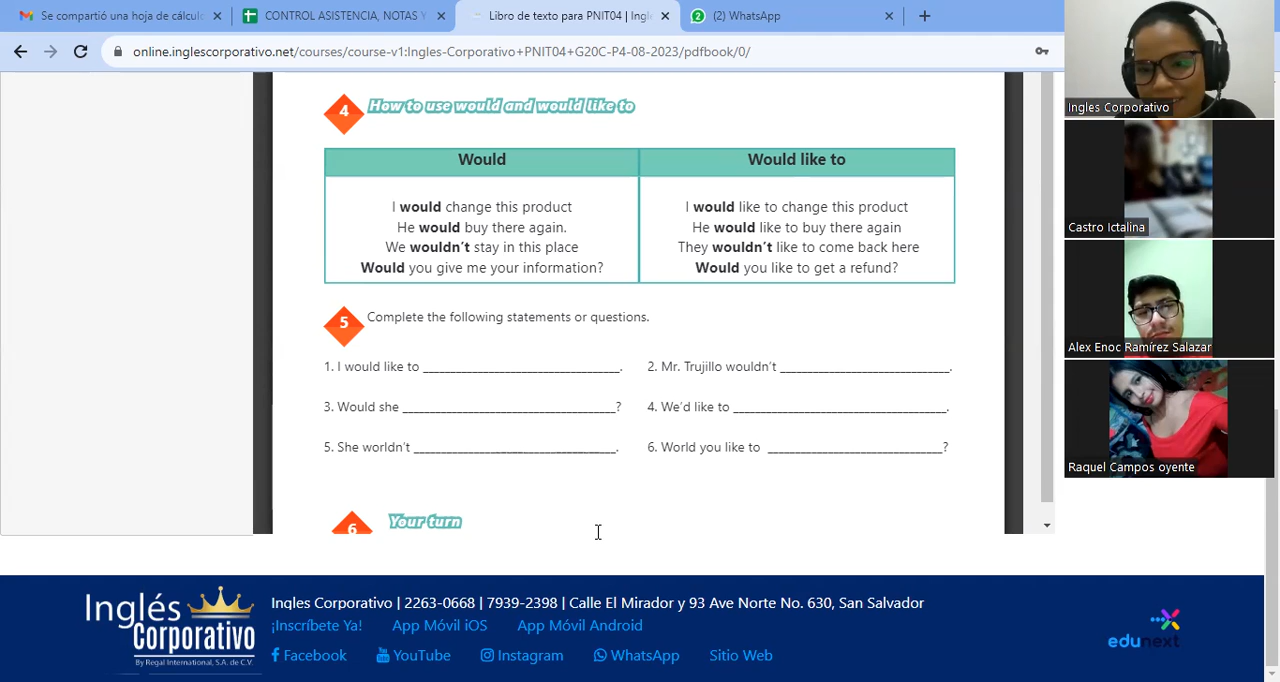 Se compartió una hoja de cálcul
CONTROL ASISTENCIA, NOTAS Y
Libro de texto para PNIT04 | Ingl
(2) WhatsApp
online.inglescorporativo.net/courses/course-v1:Ingles-Corporativo+PNIT04+G20C-P4-08-2023/pdfbook/0/
Ingles Corporativo
Castro Ictalina
Alex Enoc Ramírez Salazar
Raquel Campos oyente
4 How to use would and would like to
Would Would like to
I would change this product I would like to change this product
He would buy there again. He would like to buy there again
We wouldn't stay in this place They wouldn't like to come back here
Would you give me your information? Would you like to get a refund?
5 Complete the following statements or questions.
1. I would like to ______________________________. 2. Mr. Trujillo wouldn't __________________________.
3. Would she ________________________________? 4. We'd like to ________________________________.
5. She worldn't ______________________________. 6. World you like to __________________________?
6 Your turn
Inglés Corporativo
By Regal International, S.A. de C.V.
Ingles Corporativo | 2263-0668 | 7939-2398 | Calle El Mirador y 93 Ave Norte No. 630, San Salvador
¡Inscríbete Ya! App Móvil iOS App Móvil Android
Facebook YouTube Instagram WhatsApp Sitio Web
edunext